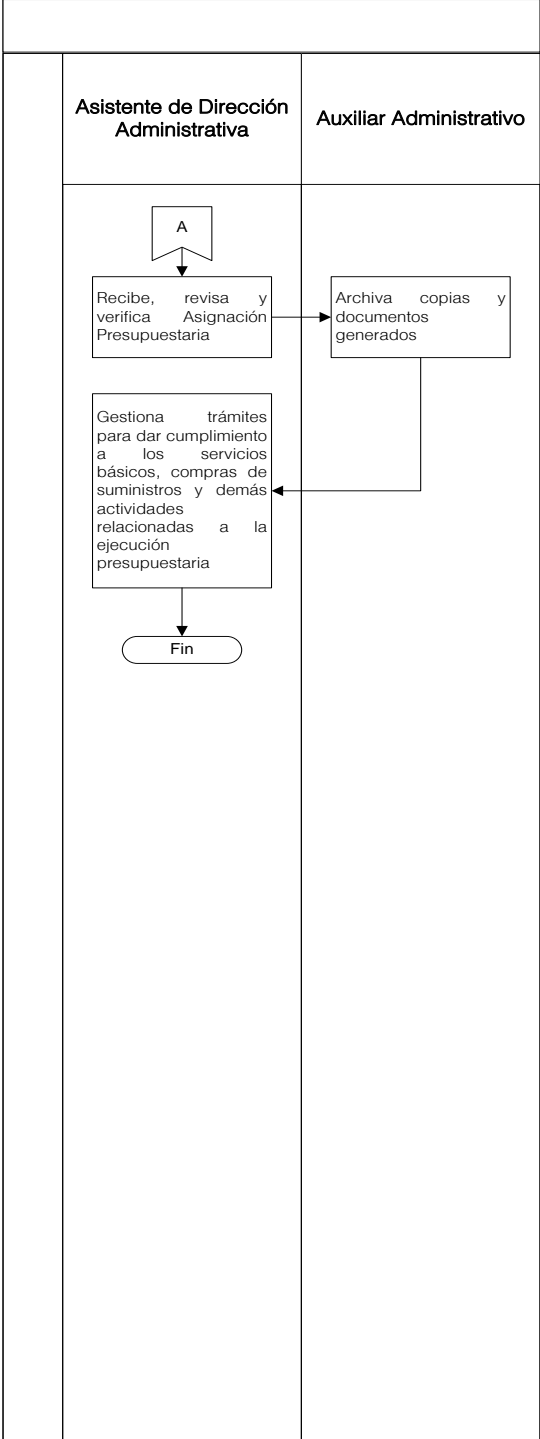 Asistente de Dirección
Administrativa
Auxiliar Administrativo
A
Recibe, revisa y
verifica Asignación
Presupuestaria
Archiva copias y
documentos
generados
Gestiona trámites
para dar cumplimiento
a los servicios
básicos, compras de
suministros y demás
actividades
relacionadas a la
ejecución
presupuestaria
Fin